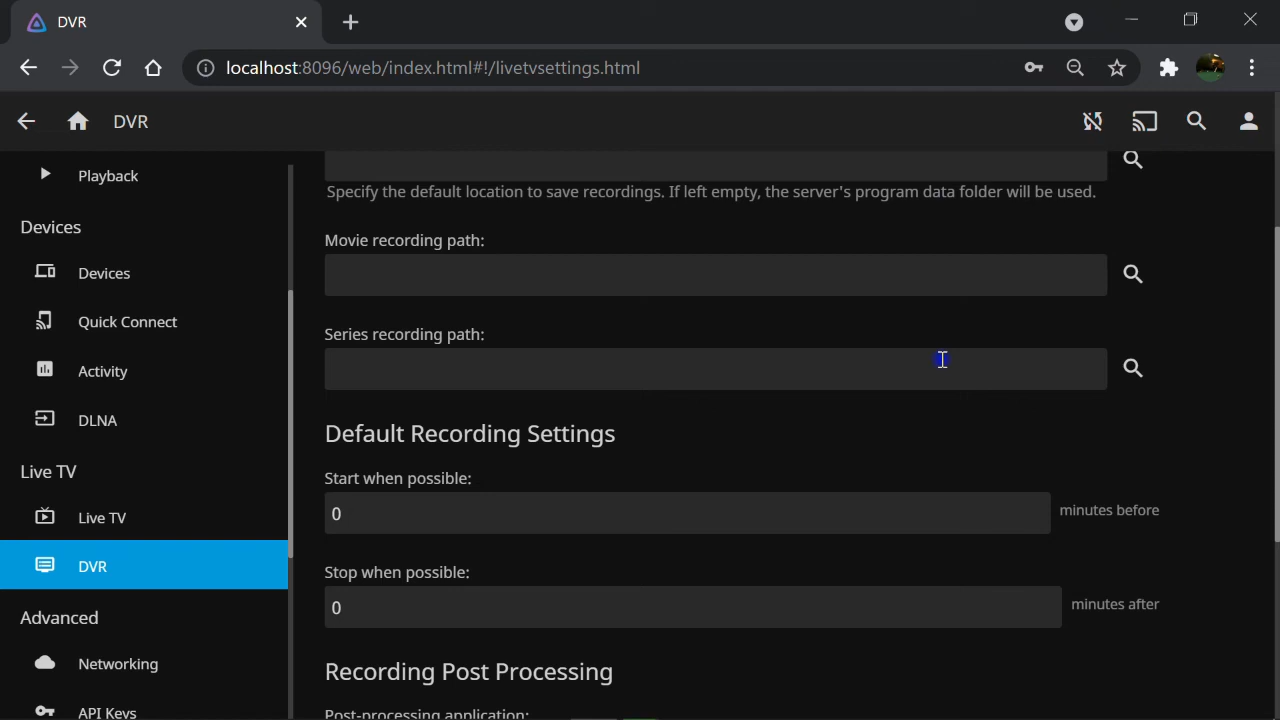 DVR
localhost:8096/web/index.html#!/livetvsettings.html
DVR
Playback
Devices
Devices
Quick Connect
Activity
DLNA
Live TV
Live TV
DVR
Advanced
Networking
API Keys
Specify the default location to save recordings. If left empty, the server's program data folder will be used.
Movie recording path:
Series recording path:
Default Recording Settings
Start when possible:
0 minutes before
Stop when possible:
0 minutes after
Recording Post Processing
Post-processing application: